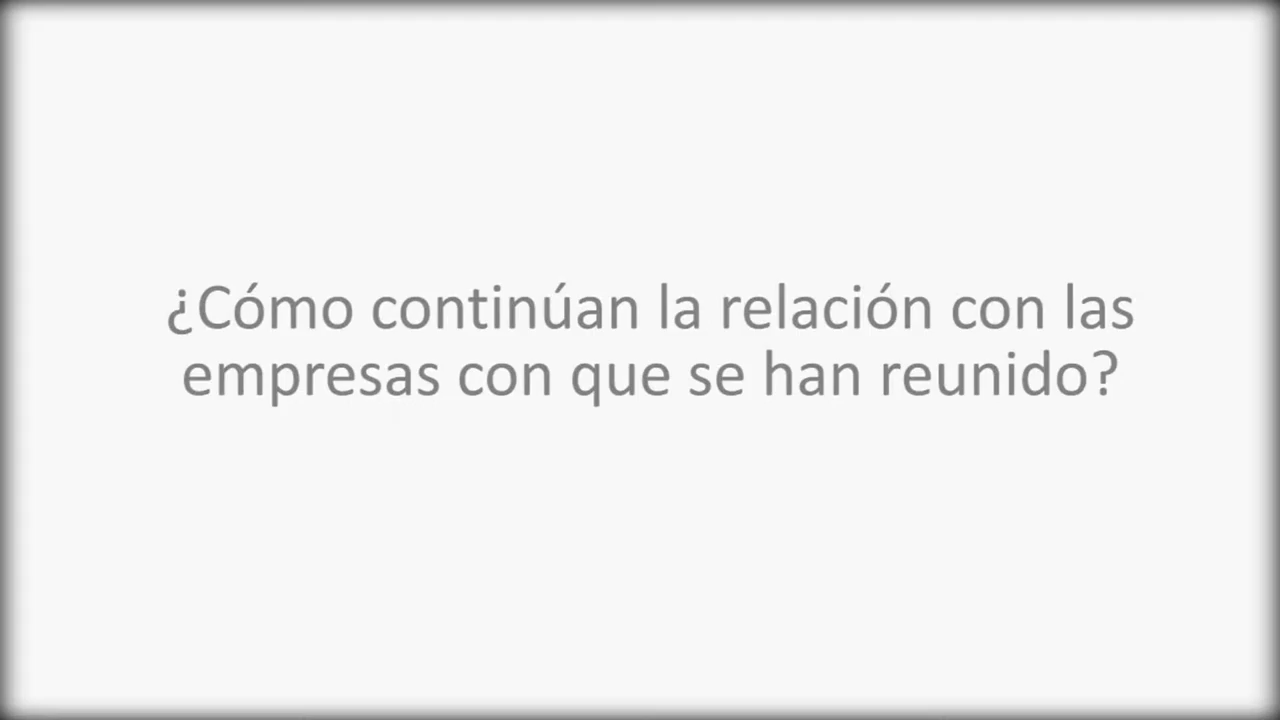 ¿Cómo continúan la relación con las
empresas con que se han reunido?